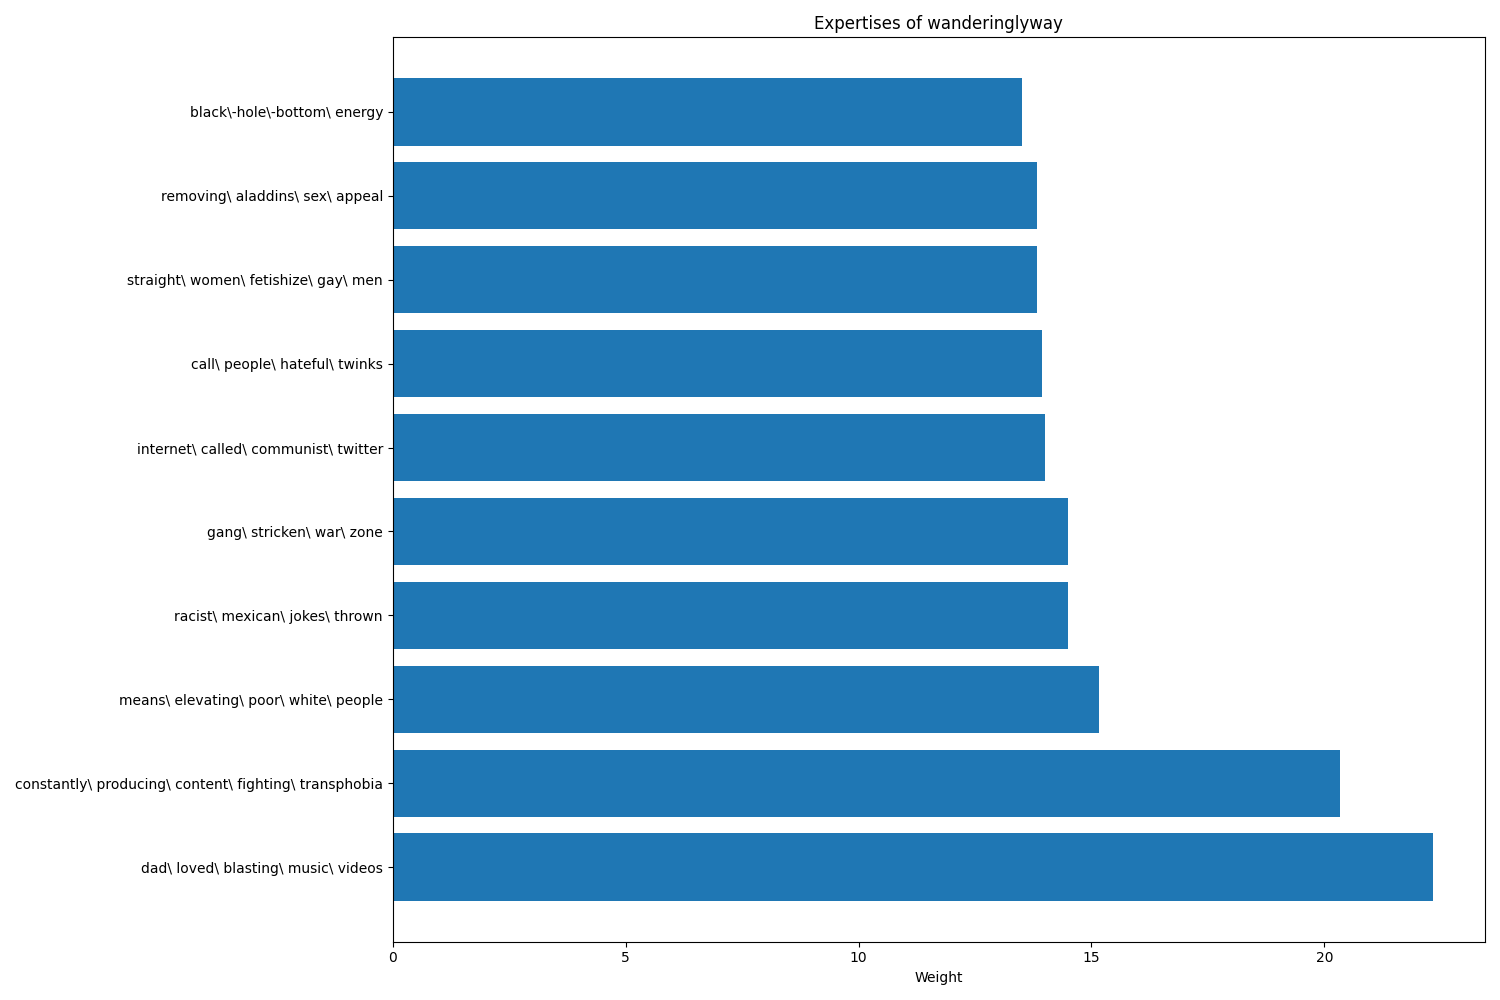 Expertises of wanderinglyway
black\-hole\-bottom\ energy
removing\ aladdins\ sex\ appeal
straight\ women\ fetishize\ gay\ men
call\ people\ hateful\ twinks
internet\ called\ communist\ twitter
gang\ stricken\ war\ zone
racist\ mexican\ jokes\ thrown
means\ elevating\ poor\ white\ people
constantly\ producing\ content\ fighting\ transphobia
dad\ loved\ blasting\ music\ videos
0 5 10 15 20
Weight